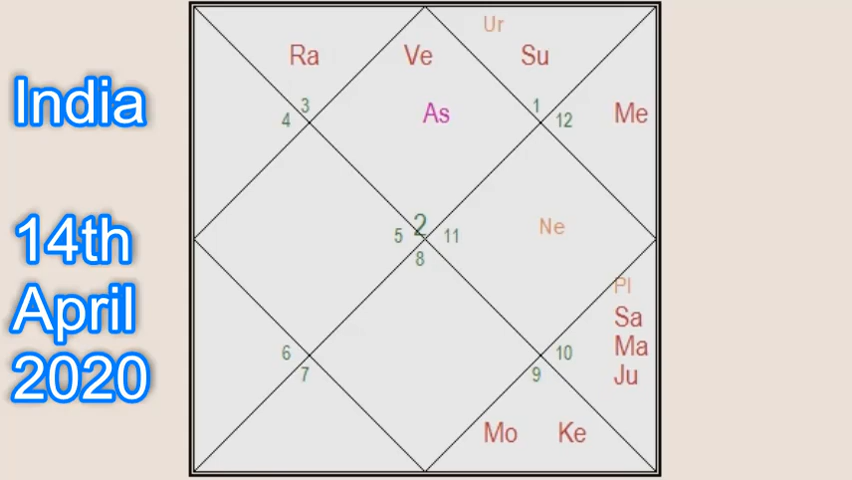 India
14th
April
2020
Ur
Ra Ve Su
As Me
3 1
4 12
2
5 11
8
Ne
Pl
Sa
Ma
Ju
6 10
7 9
Mo Ke